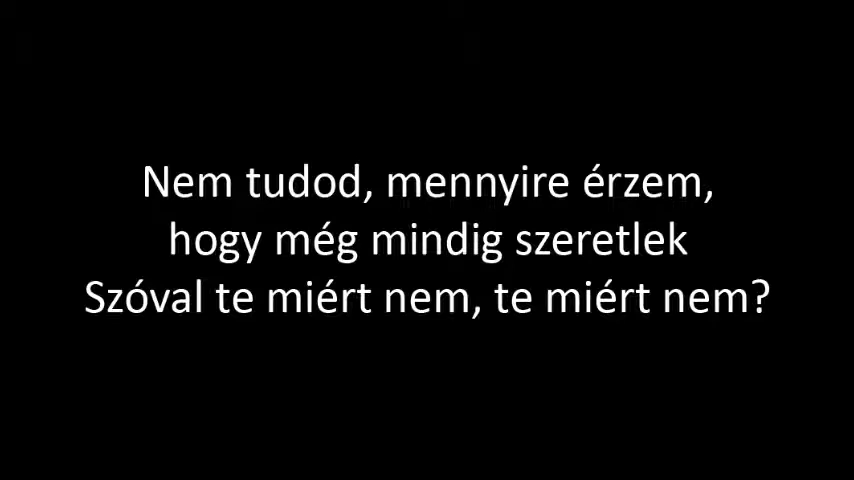 Nem tudod, mennyire érzem,
hogy még mindig szeretlek
Szóval te miért nem, te miért nem?